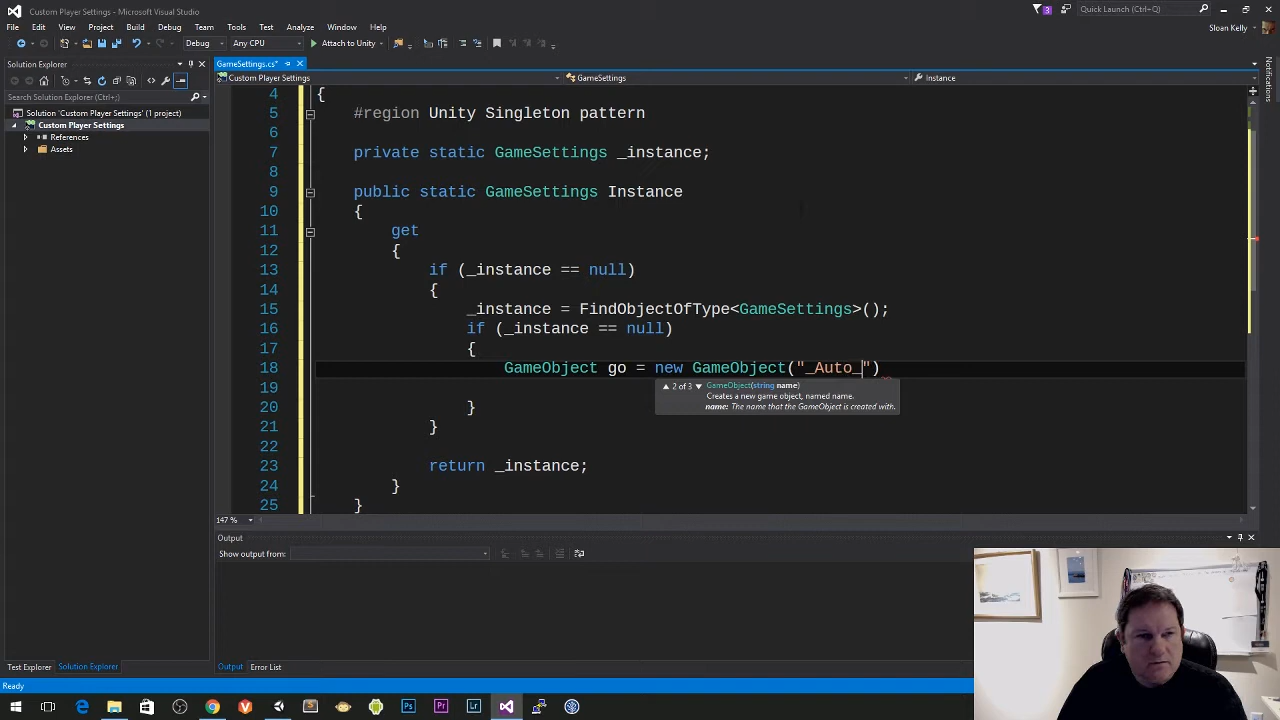 Custom Player Settings - Microsoft Visual Studio
3
Quick Launch (Ctrl+Q)
File Edit View Project Build Debug Team Tools Test Analyze Window Help
Sloan Kelly
Debug Any CPU Attach to Unity
Solution Explorer
GameSettings.cs*
Custom Player Settings
GameSettings
Instance
Notifications
Search Solution Explorer (Ctrl+;)
Solution 'Custom Player Settings' (1 project)
Custom Player Settings
References
Assets
4 {
5 #region Unity Singleton pattern
6
7 private static GameSettings _instance;
8
9 public static GameSettings Instance
10 {
11 get
12 {
13 if (_instance == null)
14 {
15 _instance = FindObjectOfType<GameSettings>();
16 if (_instance == null)
17 {
18 GameObject go = new GameObject("_Auto_")
2 of 3 GameObject(string name)
19
Creates a new game object, named name.
name: The name that the GameObject is created with.
20 }
21 }
22
23 return _instance;
24 }
25 }
147 %
Output
Show output from:
Test Explorer Solution Explorer
Output Error List
Ready
Ps Pr Lr